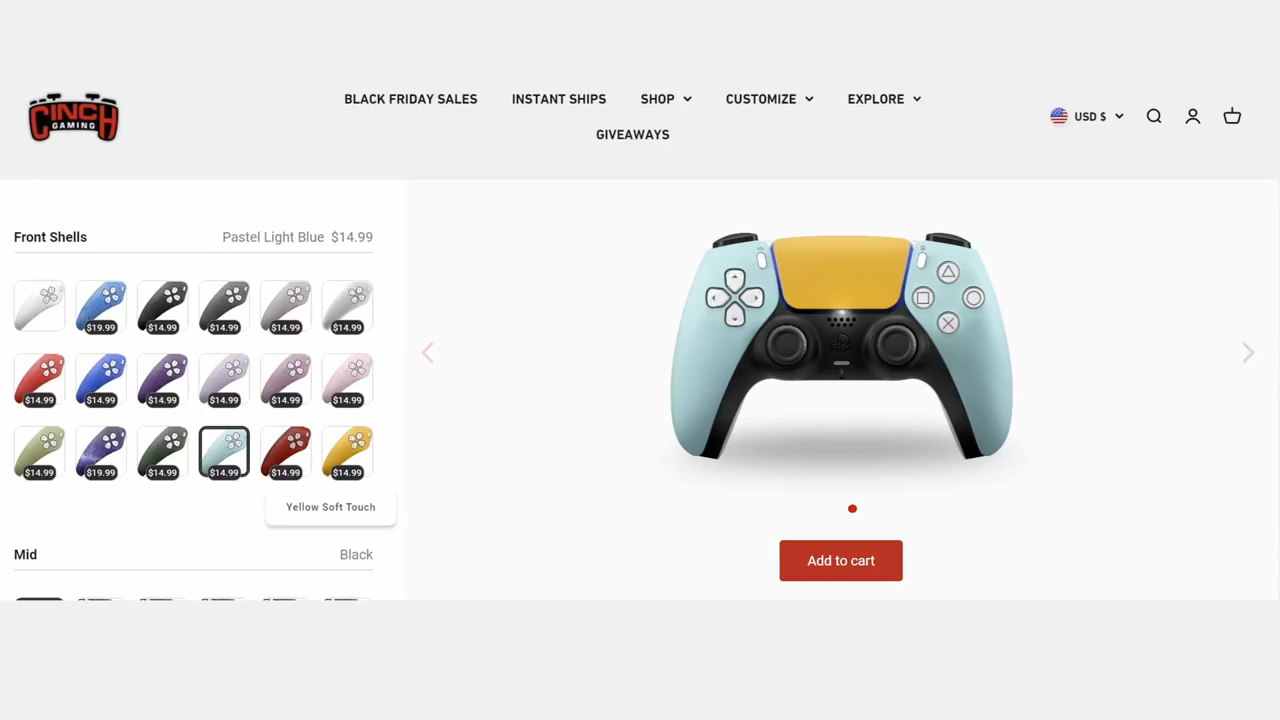 CINCH
GAMING
BLACK FRIDAY SALES INSTANT SHIPS SHOP CUSTOMIZE EXPLORE
GIVEAWAYS
USD $
Front Shells Pastel Light Blue $14.99
$19.99 $14.99 $14.99 $14.99 $14.99
$14.99 $14.99 $14.99 $14.99 $14.99 $14.99
$14.99 $19.99 $14.99 $14.99 $14.99 $14.99
Yellow Soft Touch
Mid Black
Add to cart